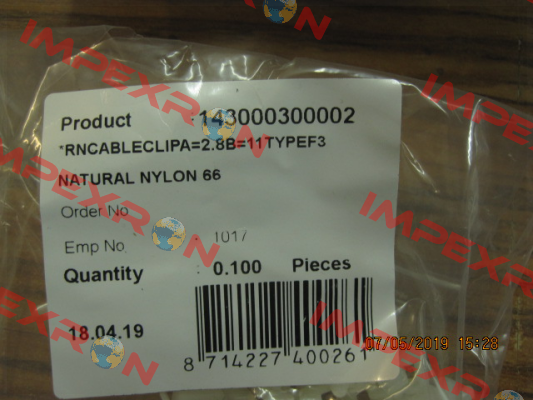 IMPEXRON
IMPEXRON
Product :143000300002
*RNCABLECLIPA=2.8B=11TYPEF3
NATURAL NYLON 66
Order No
Emp No. : 1017
Quantity : 0.100 Pieces
18.04.19
8 714227 400261
07/05/2019 15:28
IMPEXRON
IMPEXRON
IMPEXRON